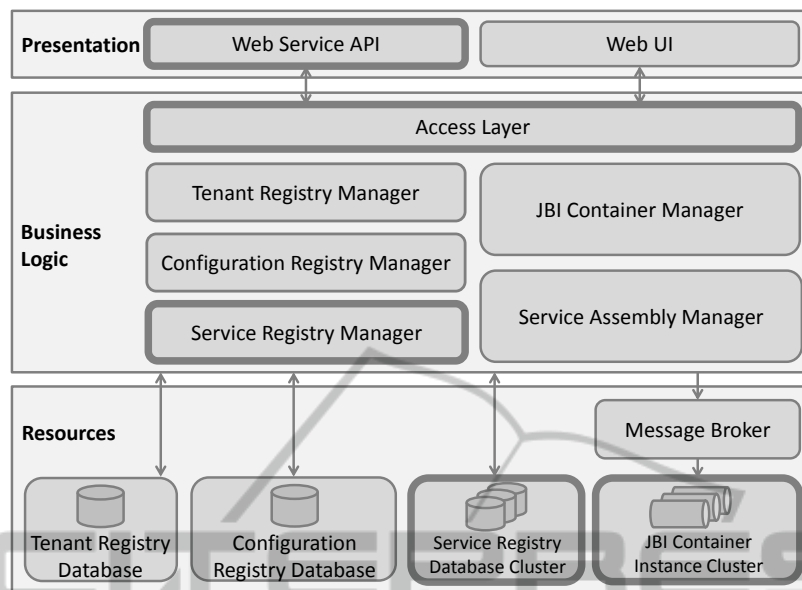 Presentation
Web Service API
Web UI
Business
Logic
Access Layer
Tenant Registry Manager
JBI Container Manager
Configuration Registry Manager
Service Registry Manager
Service Assembly Manager
Resources
Message Broker
Tenant Registry
Database
Configuration
Registry Database
Service Registry
Database Cluster
JBI Container
Instance Cluster